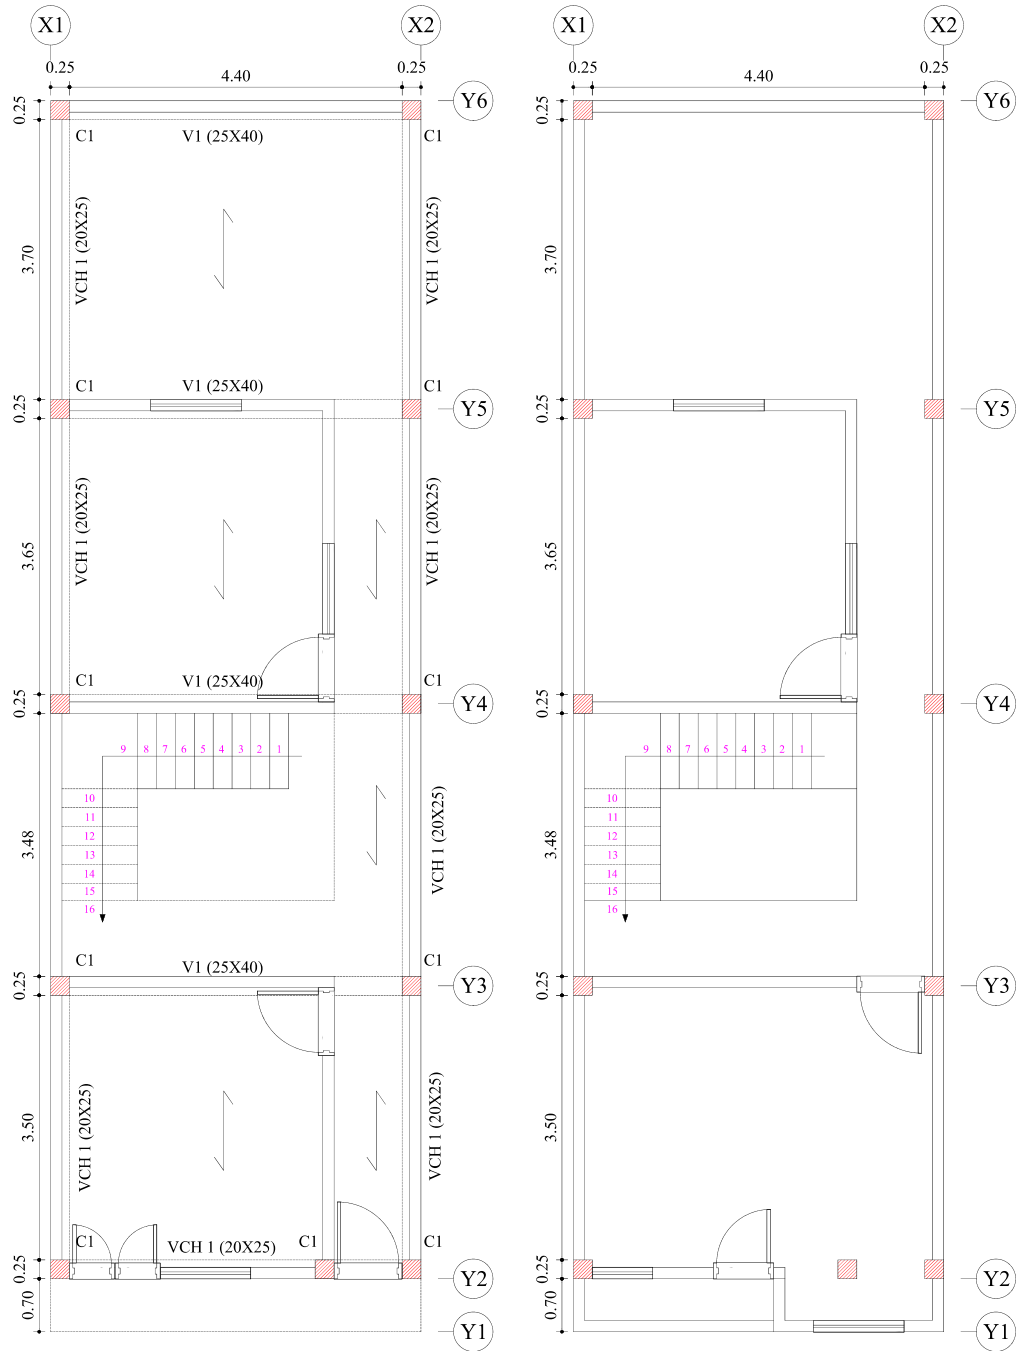 X1 X2 X1 X2
0.25 4.40 0.25 0.25 4.40 0.25
0.25 Y6 0.25 Y6
C1 V1 (25X40) C1
VCH 1 (20X25) VCH 1 (20X25)
3.70 3.70
C1 V1 (25X40) C1
0.25 Y5 0.25 Y5
VCH 1 (20X25) VCH 1 (20X25)
3.65 3.65
C1 V1 (25X40) C1
0.25 Y4 0.25 Y4
9 8 7 6 5 4 3 2 1 9 8 7 6 5 4 3 2 1
10 10
11 11
12 12
3.48 VCH 1 (20X25) 3.48
13 13
14 14
15 15
16 16
C1 V1 (25X40) C1
0.25 Y3 0.25 Y3
VCH 1 (20X25) VCH 1 (20X25)
3.50 3.50
C1 VCH 1 (20X25) C1 C1
0.25 Y2 0.25 Y2
0.70 0.70
Y1 Y1